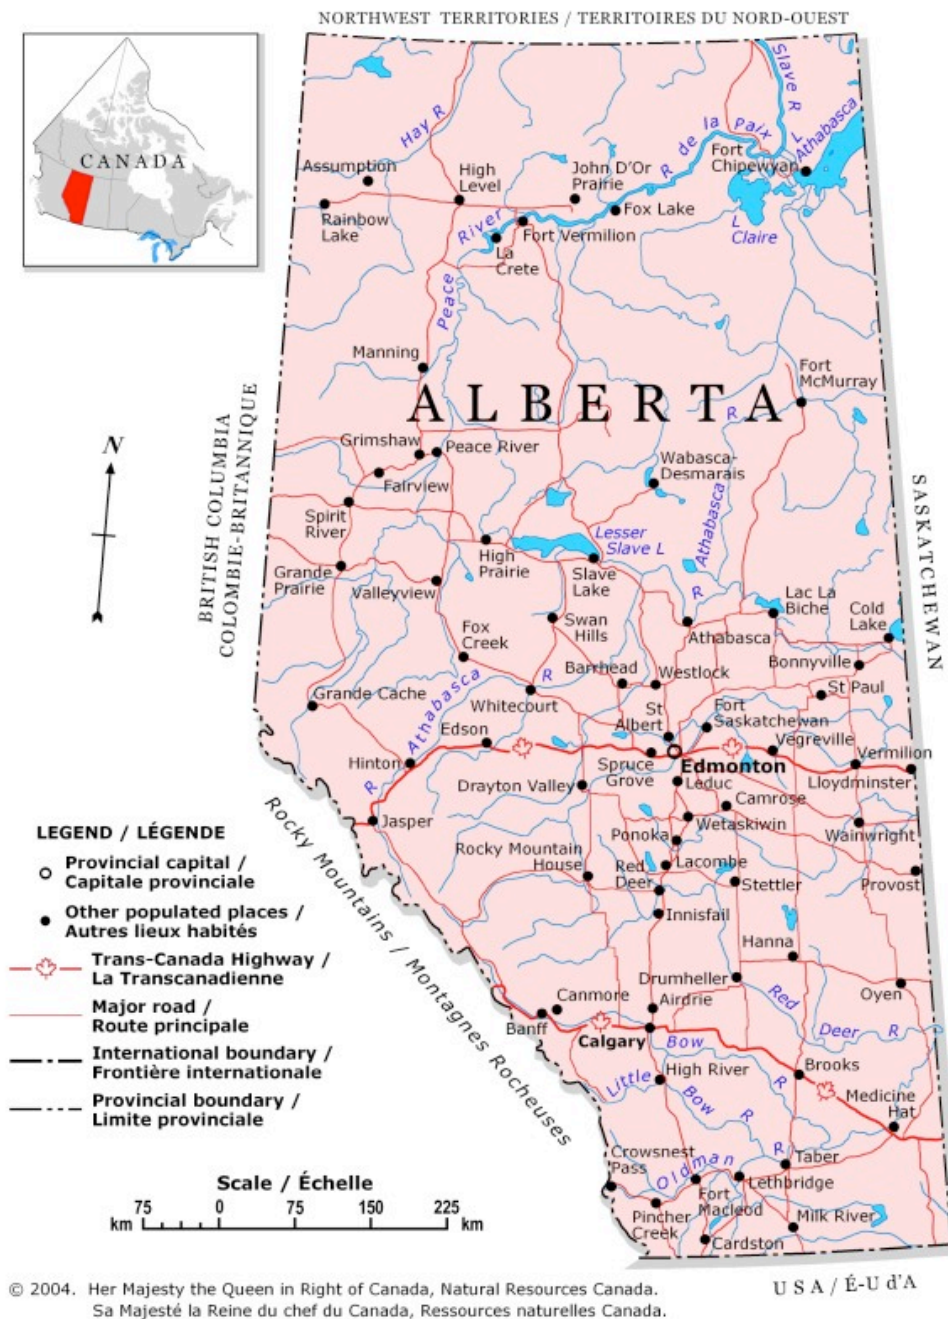 NORTHWEST TERRITORIES / TERRITOIRES DU NORD-OUEST
CANADA
Hay R
Slave R
L Athabasca
R de la Paix
Fort
Chipewyan
Assumption
High
Level
John D'Or
Prairie
Rainbow
Lake
Fox Lake
L
Claire
Peace River
Fort Vermilion
La
Crete
Manning
Fort
McMurray
ALBERTA
BRITISH COLUMBIA
COLOMBIE-BRITANNIQUE
N
Grimshaw
Peace River
Fairview
Wabasca-
Desmarais
Athabasca R
SASKATCHEWAN
Spirit
River
High
Prairie
Lesser
Slave L
Slave
Lake
Grande
Prairie
Valleyview
R
Lac La
Biche
Cold
Lake
Fox
Creek
Swan
Hills
Athabasca
Barrhead
Westlock
Bonnyville
Grande Cache
R Athabasca R
Whitecourt
St
Albert
Fort
Saskatchewan
St Paul
Edson
Vegreville
Vermilion
Hinton
Spruce
Grove
Edmonton
Lloydminster
Drayton Valley
Leduc
Camrose
Jasper
Wetaskiwin
Wainwright
Ponoka
Rocky Mountain
House
Red
Deer
Lacombe
Stettler
Provost
Innisfail
Rocky Mountains / Montagnes Rocheuses
Hanna
Drumheller
Oyen
Canmore
Airdrie
Red Deer R
Banff
Calgary
Bow R
Brooks
High River
Little Bow R
Medicine
Hat
Crowsnest
Pass
Oldman R
Taber
Lethbridge
Fort
Macleod
Pincher
Creek
Milk River
Cardston
USA / É-U d'A
LEGEND / LÉGENDE
Provincial capital /
Capitale provinciale
Other populated places /
Autres lieux habités
Trans-Canada Highway /
La Transcanadienne
Major road /
Route principale
International boundary /
Frontière internationale
Provincial boundary /
Limite provinciale
Scale / Échelle
75 0 75 150 225
km km
© 2004. Her Majesty the Queen in Right of Canada, Natural Resources Canada.
Sa Majesté la Reine du chef du Canada, Ressources naturelles Canada.